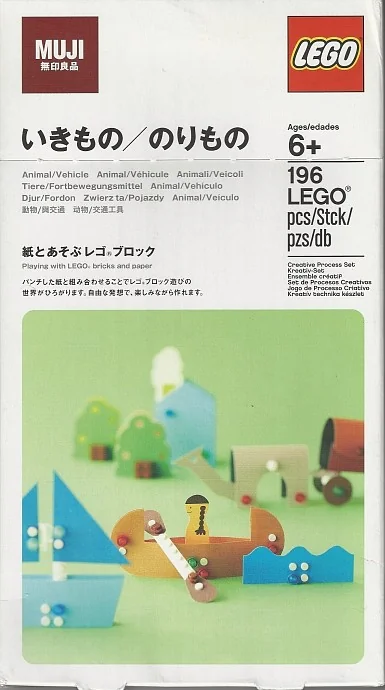 MUJI
無印良品
LEGO
いきもの／のりもの
Ages/edades
6+
196
LEGO®
pcs/Stck/
pzs/db
Animal/Vehicle Animal/Véhicule Animali/Veicoli
Tiere/Fortbewegungsmittel Animal/Vehículo
Djur/Fordon Zwierzęta/Pojazdy Animal/Veículo
動物/與交通 动物/交通工具
紙とあそぶレゴ®ブロック
Playing with LEGO® bricks and paper
パンチした紙と組み合わせることでレゴ®ブロック遊びの
世界がひろがります。自由な発想で、楽しみながら作れます。
Creative Process Set
Kreativ-Set
Ensemble créatif
Set de Procesos Creativos
Jogo de Processo Criativo
Kreatív technika készlet